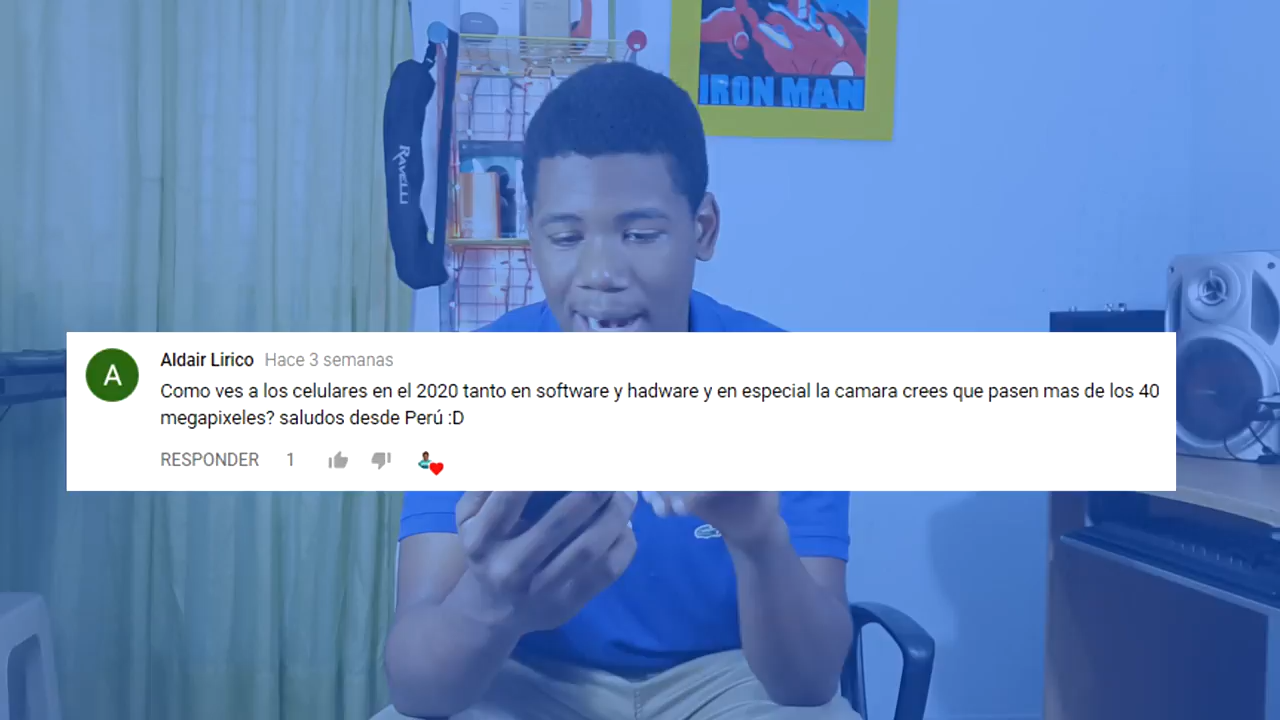 IRON MAN
RAVELLI
Aldair Lirico Hace 3 semanas
Como ves a los celulares en el 2020 tanto en software y hadware y en especial la camara crees que pasen mas de los 40
megapixeles? saludos desde Perú :D
RESPONDER 1
A